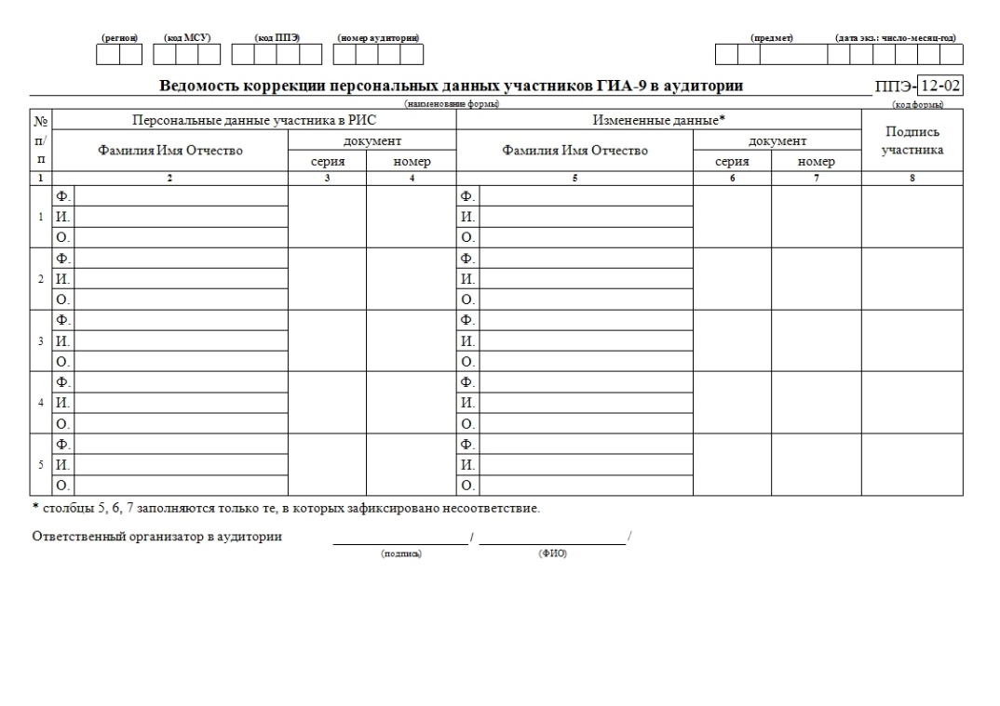 (регион) (код МСУ) (код ППЭ) (номер аудитории) (предмет) (дата экз.: число-месяц-год)
Ведомость коррекции персональных данных участников ГИА-9 в аудитории ППЭ- 12-02
(наименование формы) (код формы)
№ п/п Персональные данные участника в РИС Измененные данные* Подпись участника
Фамилия Имя Отчество документ Фамилия Имя Отчество документ
серия номер серия номер
1 2 3 4 5 6 7 8
Ф. Ф.
1 И. И.
О. О.
Ф. Ф.
2 И. И.
О. О.
Ф. Ф.
3 И. И.
О. О.
Ф. Ф.
4 И. И.
О. О.
Ф. Ф.
5 И. И.
О. О.
* столбцы 5, 6, 7 заполняются только те, в которых зафиксировано несоответствие.
Ответственный организатор в аудитории / /
(подпись) (ФИО)